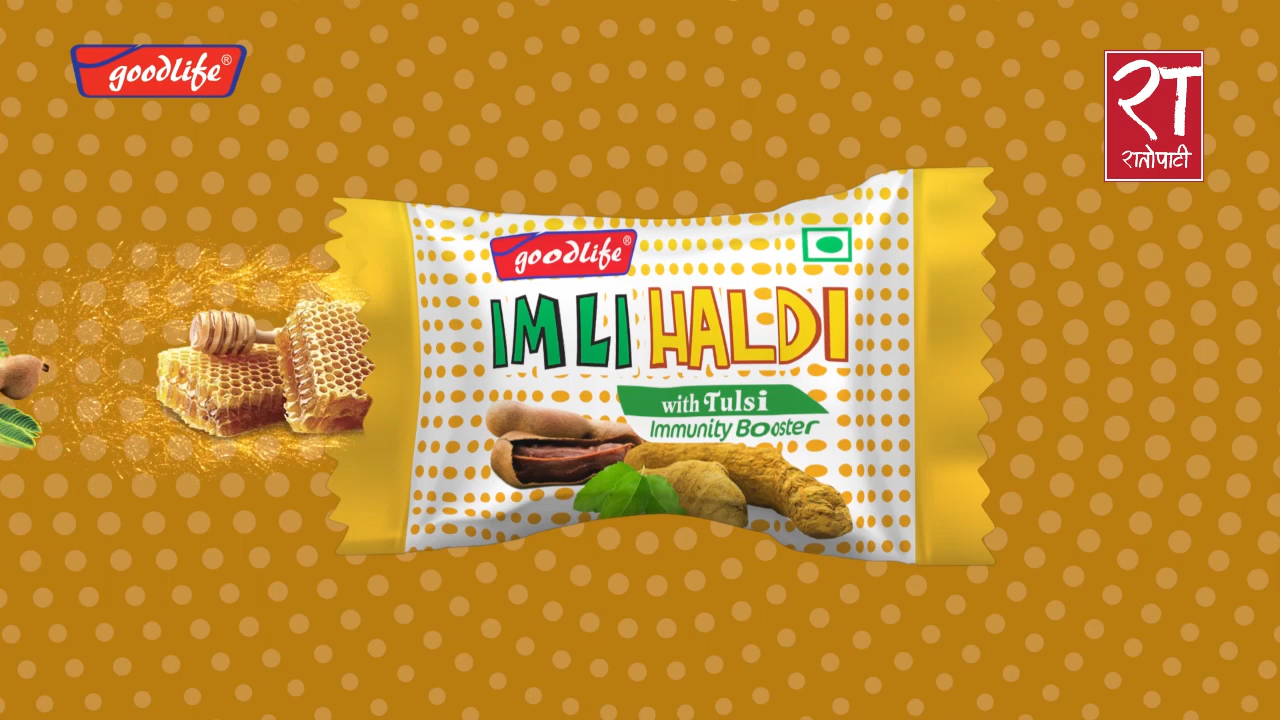 goodlife®
रा
रातोपाटी
goodlife®
IMLI HALDI
with Tulsi
Immunity Booster